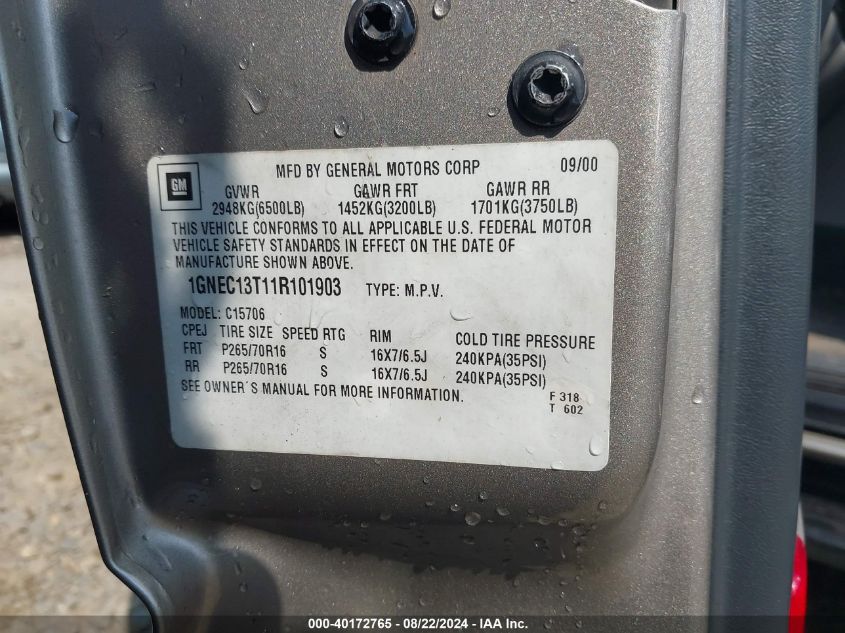 MFD BY GENERAL MOTORS CORP 09/00
GM
GVWR GAWR FRT GAWR RR
2948KG(6500LB) 1452KG(3200LB) 1701KG(3750LB)
THIS VEHICLE CONFORMS TO ALL APPLICABLE U.S. FEDERAL MOTOR
VEHICLE SAFETY STANDARDS IN EFFECT ON THE DATE OF
MANUFACTURE SHOWN ABOVE.
1GNEC13T11R101903 TYPE: M.P.V.
MODEL: C15706
CPEJ TIRE SIZE SPEED RTG RIM COLD TIRE PRESSURE
FRT P265/70R16 S 16X7/6.5J 240KPA(35PSI)
RR P265/70R16 S 16X7/6.5J 240KPA(35PSI)
SEE OWNER'S MANUAL FOR MORE INFORMATION.
F 318
T 602
000-40172765 - 08/22/2024 - IAA, Inc.